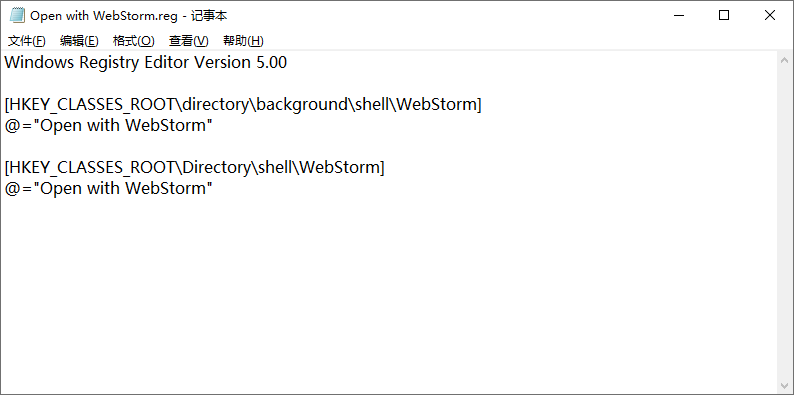 Open with WebStorm.reg - 记事本
文件(F) 编辑(E) 格式(O) 查看(V) 帮助(H)
Windows Registry Editor Version 5.00
[HKEY_CLASSES_ROOT\directory\background\shell\WebStorm]
@="Open with WebStorm"
[HKEY_CLASSES_ROOT\Directory\shell\WebStorm]
@="Open with WebStorm"